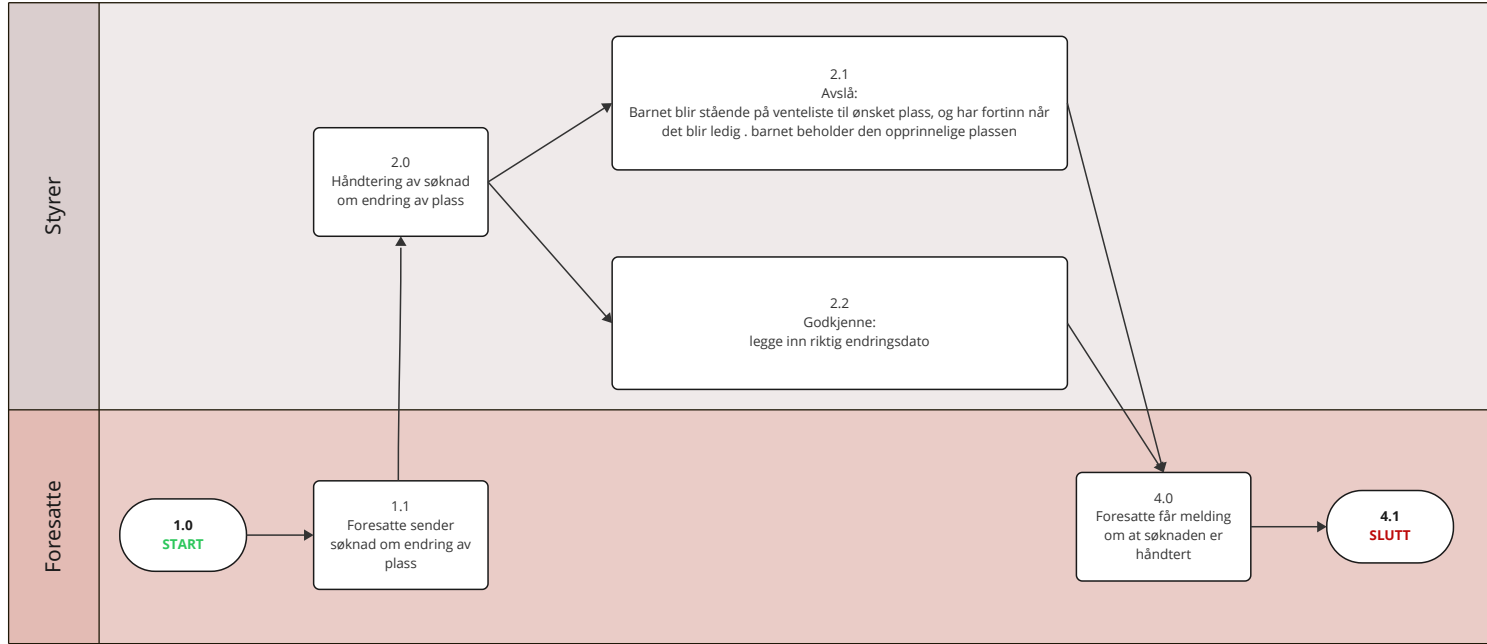 Styrer
2.0
Håndtering av søknad
om endring av plass
2.1
Avslå:
Barnet blir stående på venteliste til ønsket plass, og har fortinn når
det blir ledig . barnet beholder den opprinnelige plassen
2.2
Godkjenne:
legge inn riktig endringsdato
Foresatte
1.0
START
1.1
Foresatte sender
søknad om endring av
plass
4.0
Foresatte får melding
om at søknaden er
håndtert
4.1
SLUTT